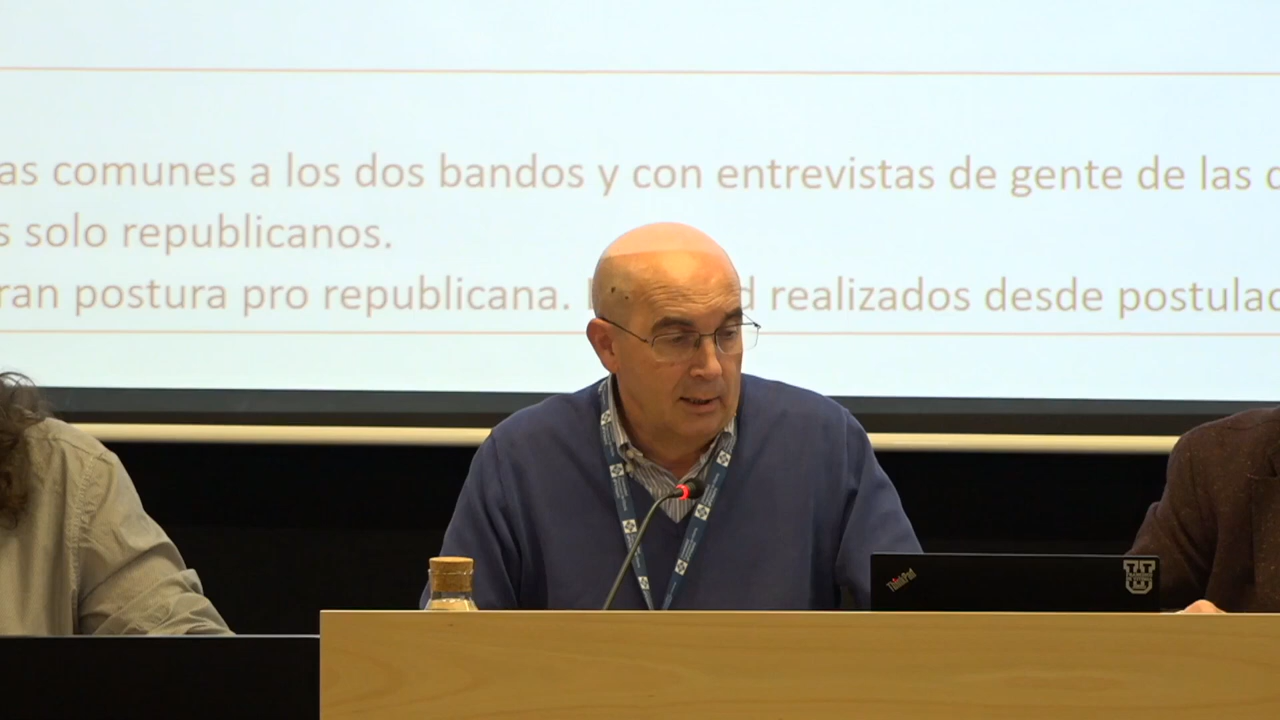 as comunes a los dos bandos y con entrevistas de gente de las
s solo republicanos.
ran postura pro republicana. d realizados desde postulad
ThinkPad